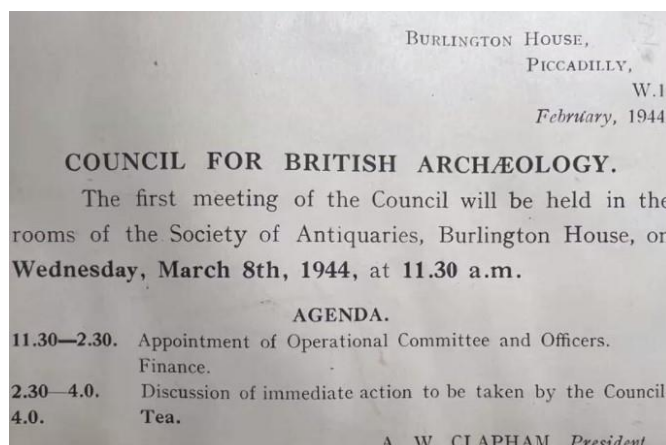 BURLINGTON HOUSE,
PICCADILLY,
W.1
February, 1944
COUNCIL FOR BRITISH ARCHÆOLOGY.
The first meeting of the Council will be held in the
rooms of the Society of Antiquaries, Burlington House, on
Wednesday, March 8th, 1944, at 11.30 a.m.
AGENDA.
11.30—2.30. Appointment of Operational Committee and Officers.
Finance.
2.30—4.0. Discussion of immediate action to be taken by the Council
4.0. Tea.
A. W. CLAPHAM, President